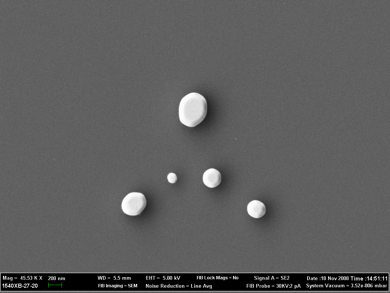 Mag = 45.53 K X 200 nm WD = 5.5 mm EHT = 5.00 kV FIB Lock Mags = No Signal A = SE2 Date :18 Nov 2008 Time :14:51:11
1540XB-27-20 FIB Imaging = SEM Noise Reduction = Line Avg FIB Probe = 30KV:2 pA System Vacuum = 3.52e-006 mbar